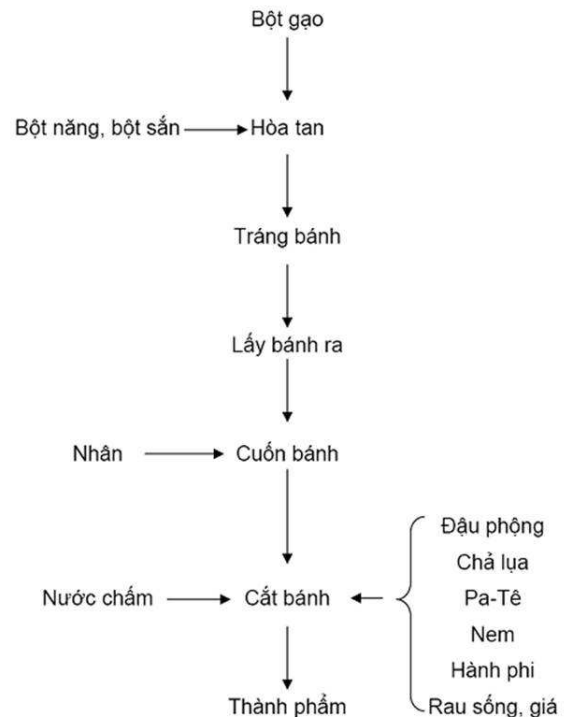 Bột gạo
Bột năng, bột sắn
Hòa tan
Tráng bánh
Lấy bánh ra
Nhân
Cuốn bánh
Đậu phộng
Chả lụa
Nước chấm
Cắt bánh
Pa-Tê
Nem
Hành phi
Thành phẩm
Rau sống, giá